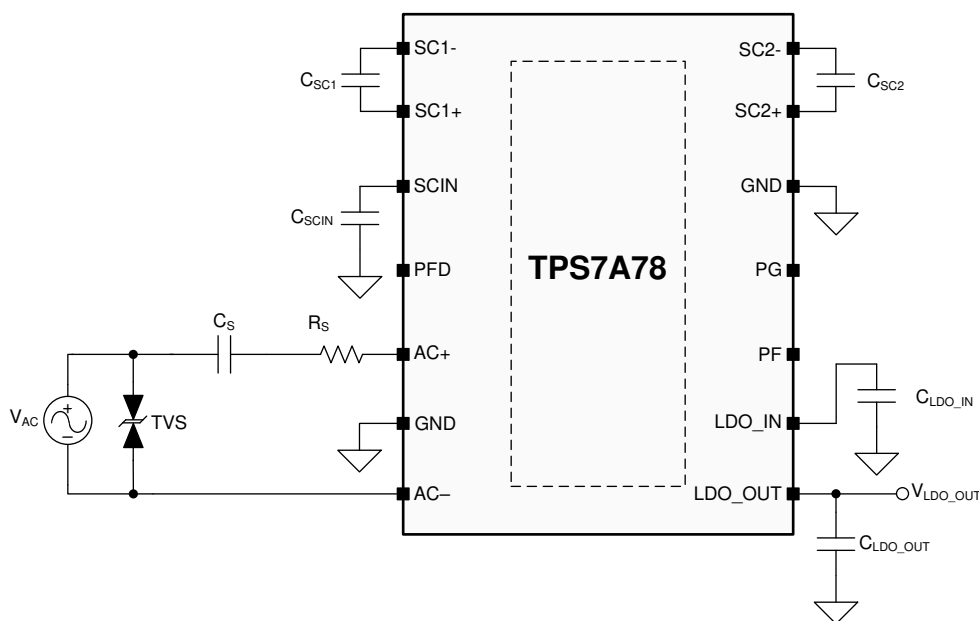 SC1-
SC2-
C_SC1
C_SC2
SC1+
SC2+
SCIN
GND
C_SCIN
TPS7A78
PFD
PG
C_S
R_S
AC+
PF
C_LDO_IN
V_AC
+
–
TVS
GND
LDO_IN
AC–
LDO_OUT
V_LDO_OUT
C_LDO_OUT